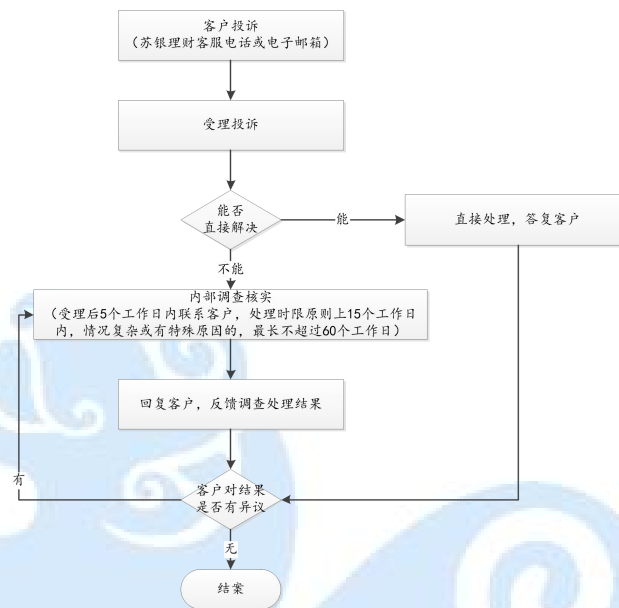 客户投诉
（苏银理财客服电话或电子邮箱）
受理投诉
能否
直接解决
能
直接处理，答复客户
不能
内部调查核实
（受理后5个工作日内联系客户，处理时限原则上15个工作日
内，情况复杂或有特殊原因的，最长不超过60个工作日）
回复客户，反馈调查处理结果
有
客户对结果
是否有异议
无
结案